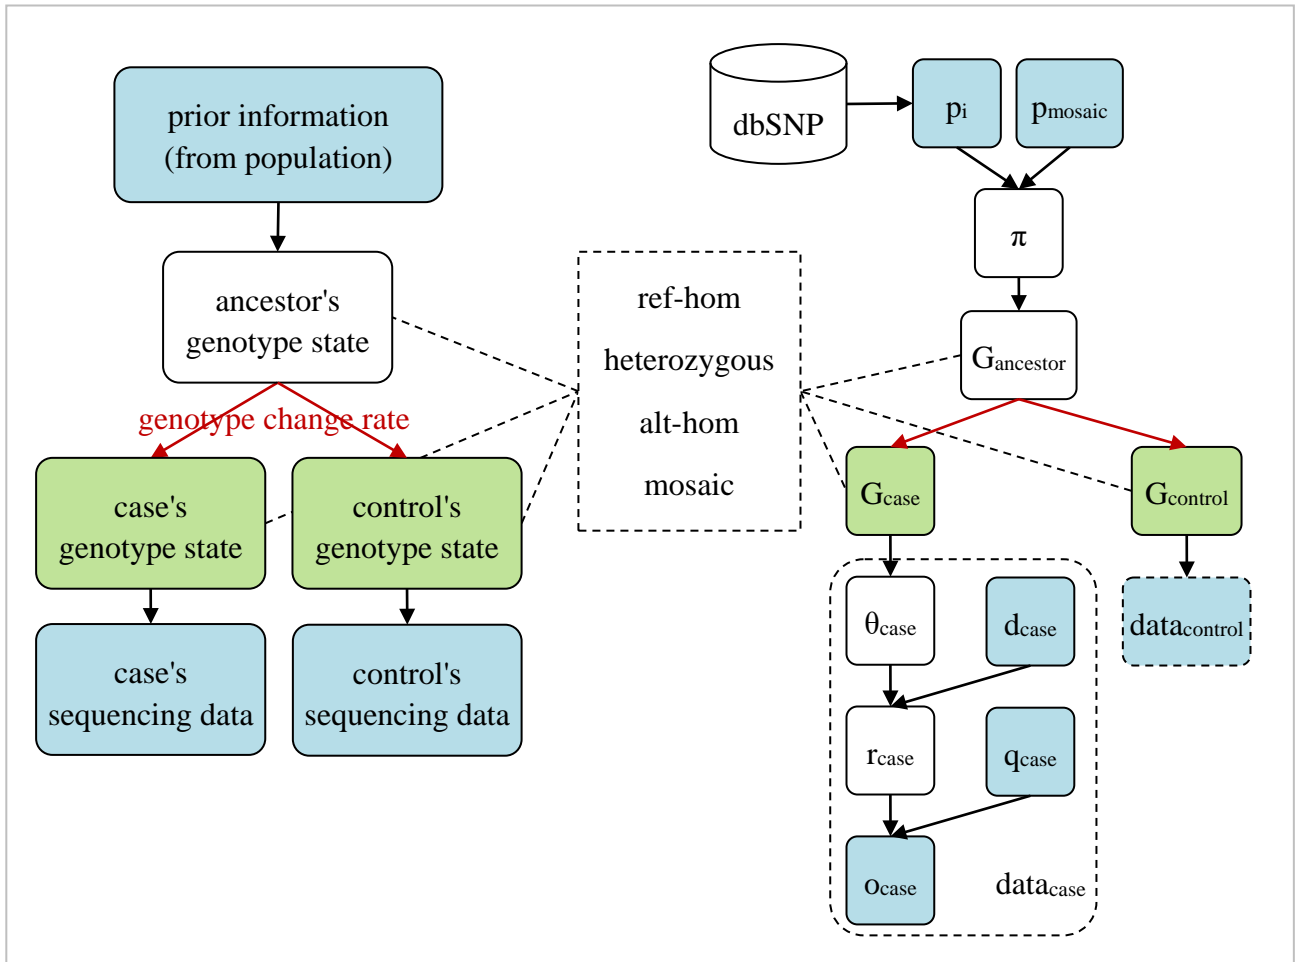 prior information
(from population)
ancestor's
genotype state
genotype change rate
case's
genotype state
control's
genotype state
case's
sequencing data
control's
sequencing data
ref-hom
heterozygous
alt-hom
mosaic
dbSNP
pi
pmosaic
π
Gancestor
Gcase
Gcontrol
θcase
dcase
datacontrol
rcase
qcase
ocase
datacase